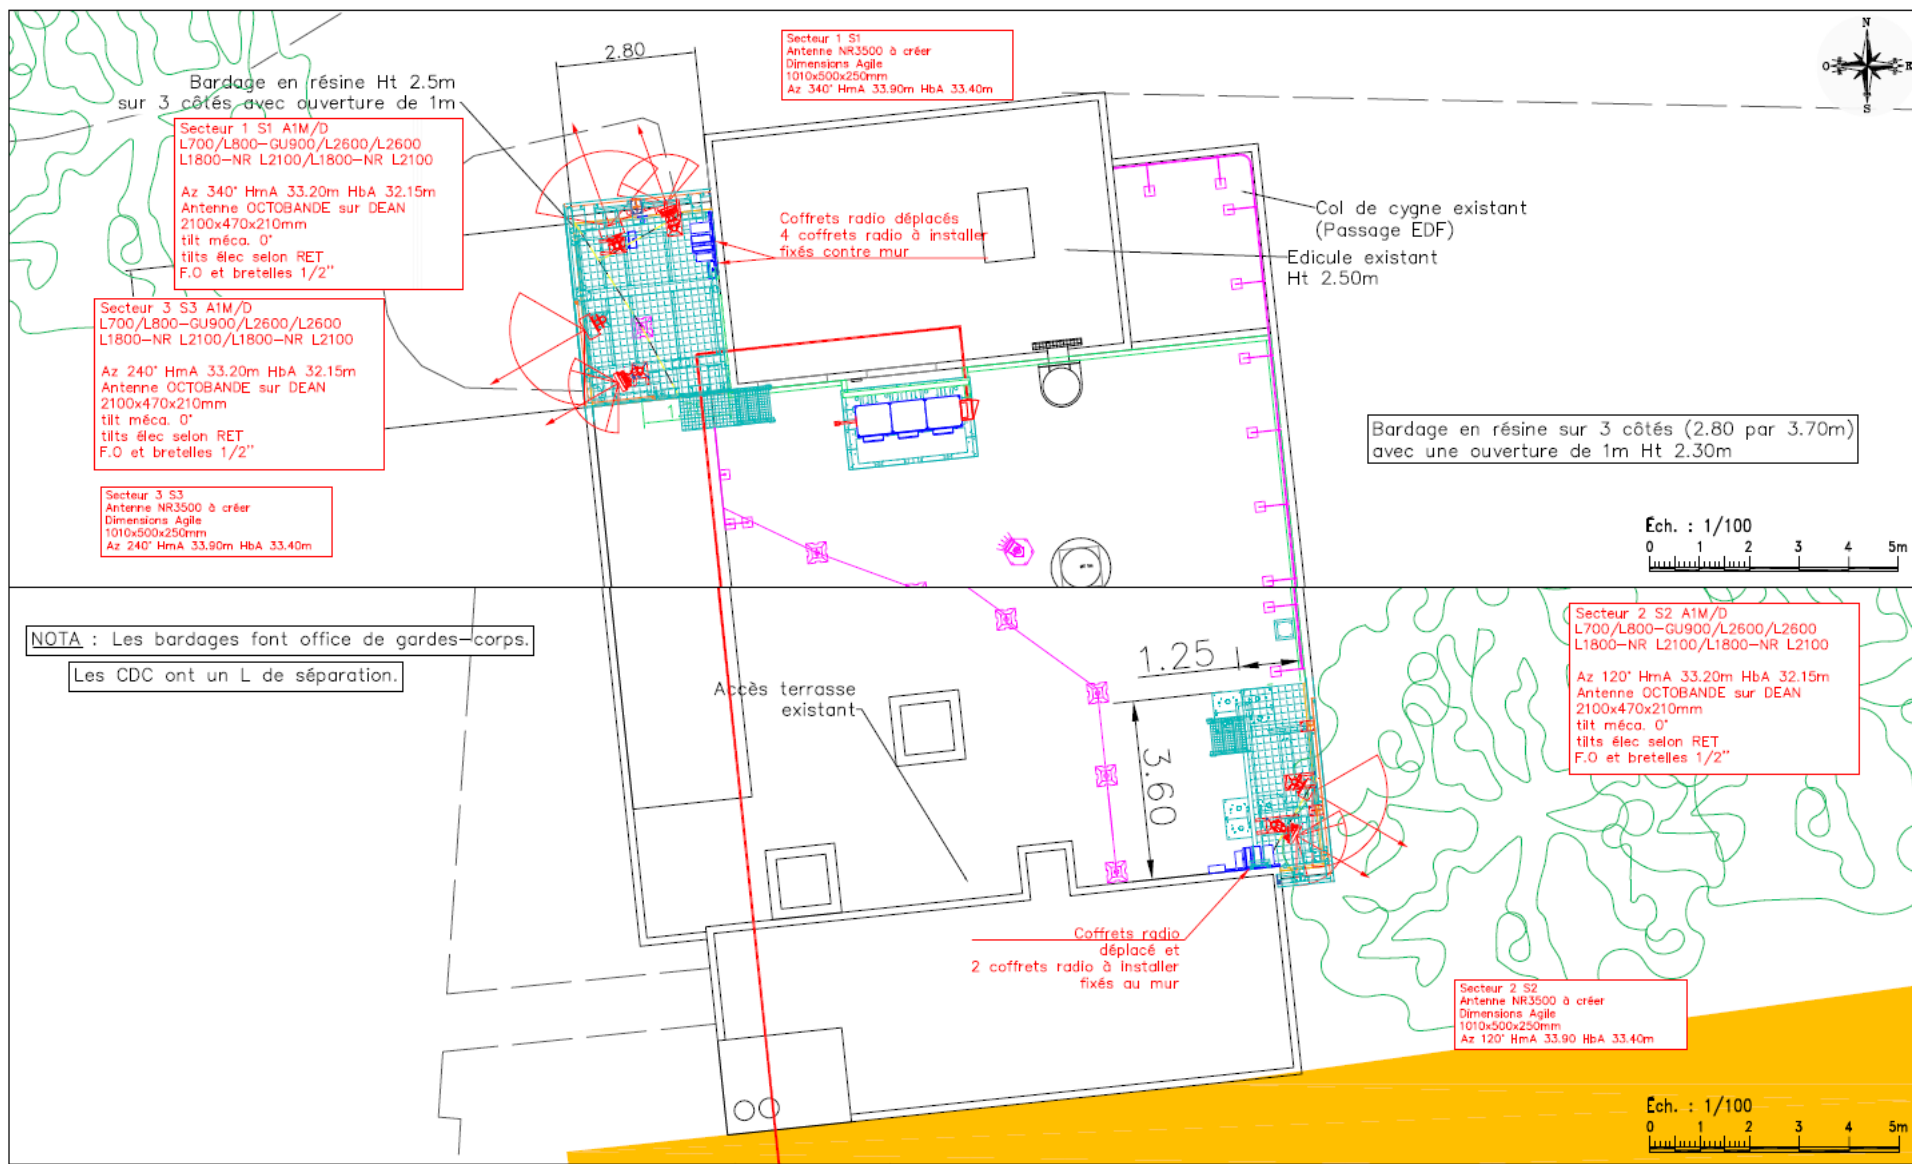 2.80
Secteur 1 S1
Antenne NR3500 à créer
Dimensions Agile
1010x500x250mm
Az 340° HmA 33.90m HbA 33.40m
N
O
E
S
Bardage en résine Ht 2.5m
sur 3 côtés avec ouverture de 1m
Secteur 1 S1 A1M/D
L700/L800-GU900/L2600/L2600
L1800-NR L2100/L1800-NR L2100
Az 340° HmA 33.20m HbA 32.15m
Antenne OCTOBANDE sur DEAN
2100x470x210mm
tilt méca. 0°
tilts élec selon RET
F.O et bretelles 1/2"
Coffrets radio déplacés
4 coffrets radio à installer
fixés contre mur
Col de cygne existant
(Passage EDF)
Edicule existant
Ht 2.50m
Secteur 3 S3 A1M/D
L700/L800-GU900/L2600/L2600
L1800-NR L2100/L1800-NR L2100
Az 240° HmA 33.20m HbA 32.15m
Antenne OCTOBANDE sur DEAN
2100x470x210mm
tilt méca. 0°
tilts élec selon RET
F.O et bretelles 1/2"
1
Bardage en résine sur 3 côtés (2.80 par 3.70m)
avec une ouverture de 1m Ht 2.30m
Secteur 3 S3
Antenne NR3500 à créer
Dimensions Agile
1010x500x250mm
Az 240° HmA 33.90m HbA 33.40m
Éch. : 1/100
0 1 2 3 4 5m
NOTA : Les bardages font office de gardes-corps.
Les CDC ont un L de séparation.
Accès terrasse
existant
1.25
3.60
Secteur 2 S2 A1M/D
L700/L800-GU900/L2600/L2600
L1800-NR L2100/L1800-NR L2100
Az 120° HmA 33.20m HbA 32.15m
Antenne OCTOBANDE sur DEAN
2100x470x210mm
tilt méca. 0°
tilts élec selon RET
F.O et bretelles 1/2"
Coffrets radio
déplacé et
2 coffrets radio à installer
fixés au mur
Secteur 2 S2
Antenne NR3500 à créer
Dimensions Agile
1010x500x250mm
Az 120° HmA 33.90 HbA 33.40m
Éch. : 1/100
0 1 2 3 4 5m